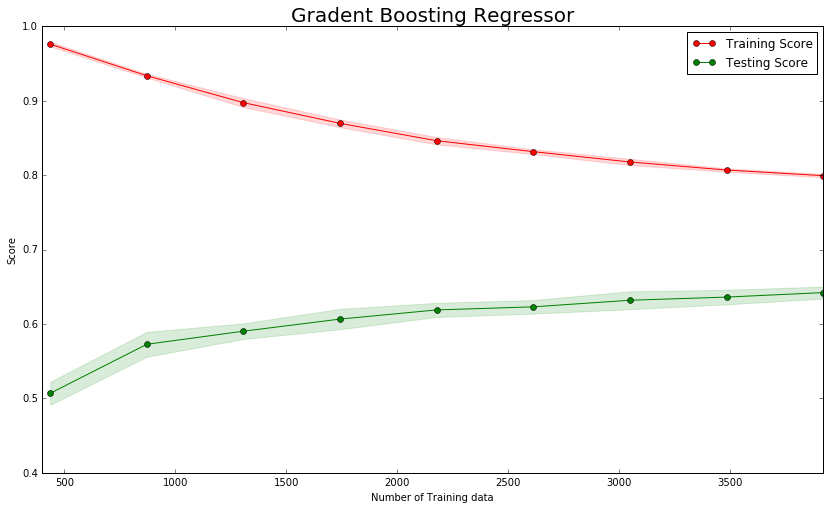 Gradent Boosting Regressor
Training Score
Testing Score
1.0
0.9
0.8
0.7
0.6
0.5
0.4
Score
500
1000
1500
2000
2500
3000
3500
Number of Training data